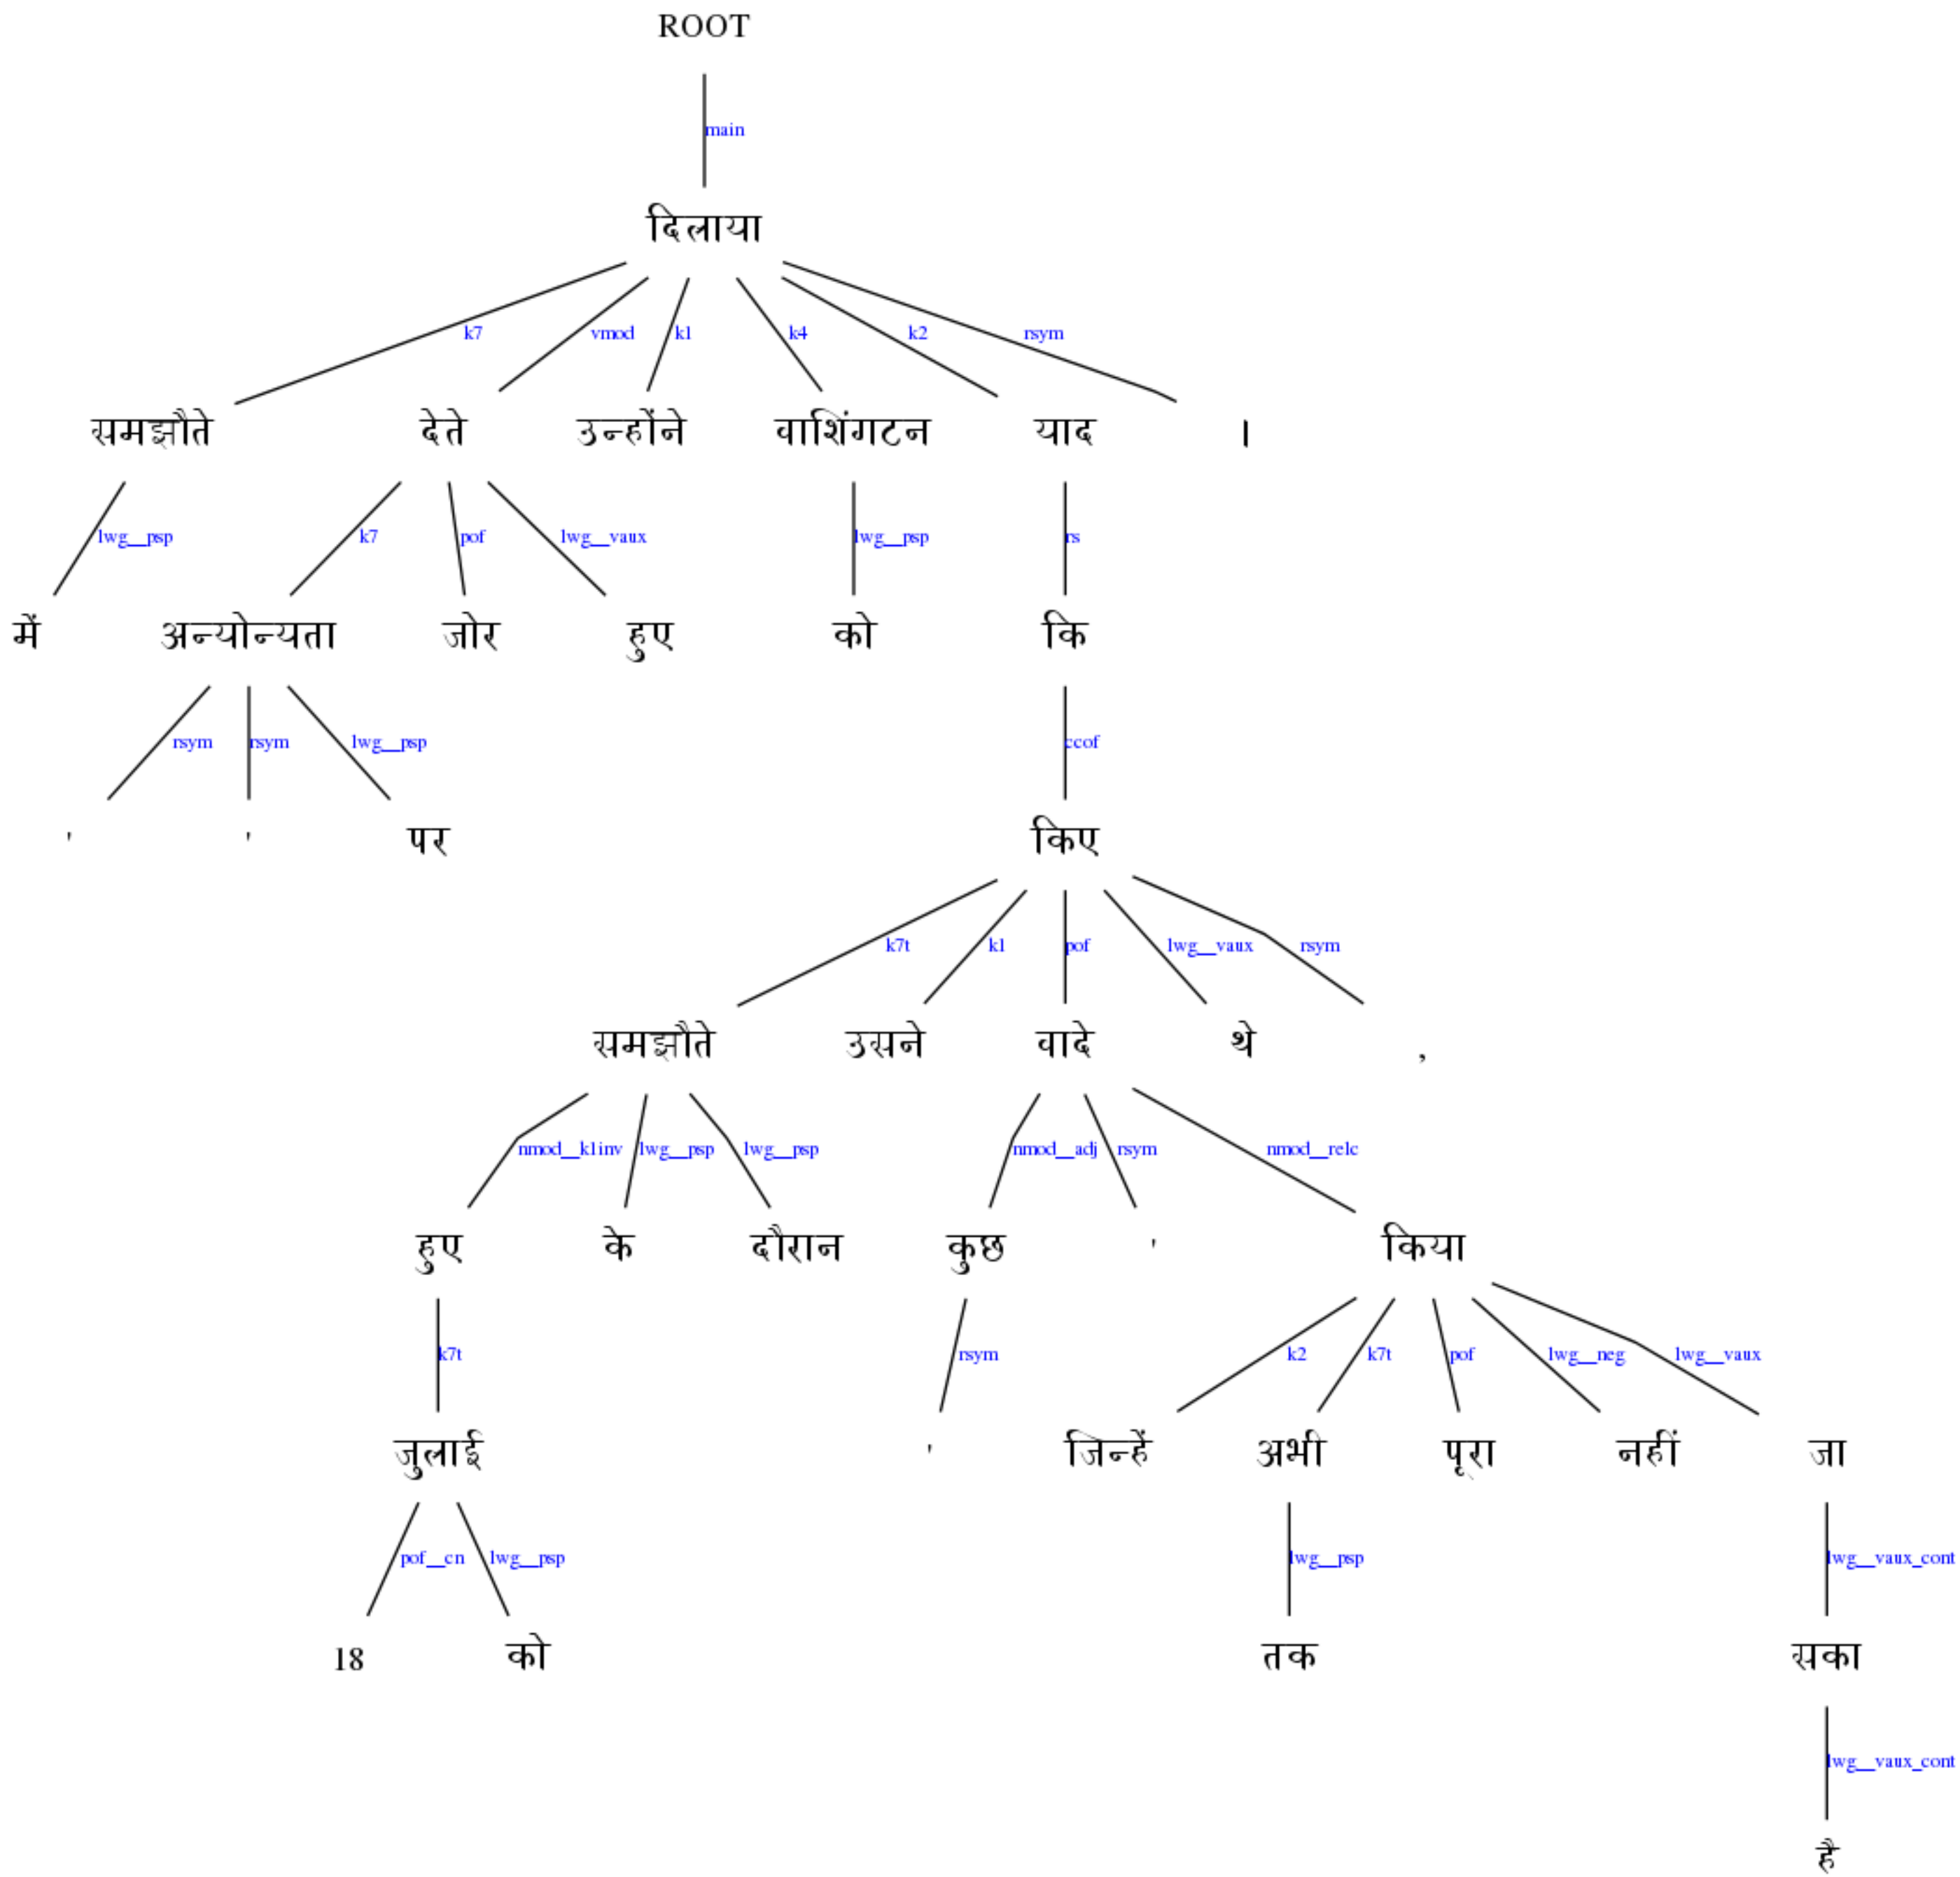 ROOT
main
दिलाया
k7 vmod k1 k4 k2 rsym
समझौते देते उन्होंने वाशिंगटन याद ।
lwg__psp k7 pof lwg__vaux lwg__psp rs
में अन्योन्यता जोर हुए को कि
rsym rsym lwg__psp ccof
' ' पर किए
k7t k1 pof lwg__vaux rsym
समझौते उसने वादे थे ,
nmod__k1inv lwg__psp lwg__psp nmod__adj rsym nmod__relc
हुए के दौरान कुछ ' किया
k7t rsym k2 k7t pof lwg__neg lwg__vaux
जुलाई ' जिन्हें अभी पूरा नहीं जा
pof__cn lwg__psp lwg__psp lwg__vaux_cont
18 को तक सका
lwg__vaux_cont
है